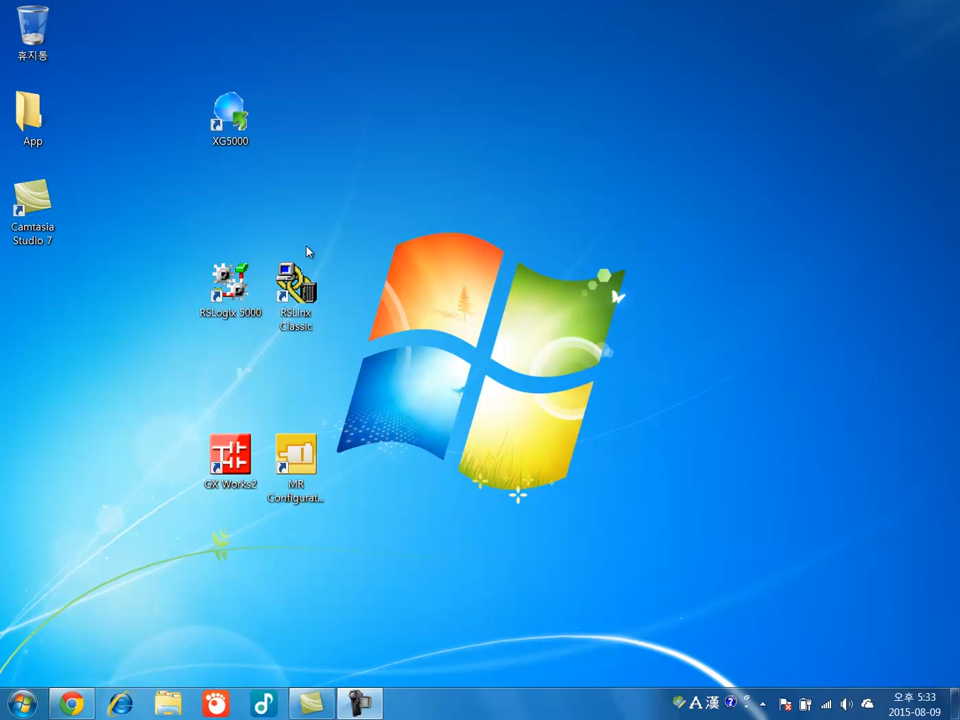 휴지통
App
Camtasia
Studio 7
XG5000
RSLogix 5000
RSLinx
Classic
GX Works2
MR
Configurat...
A 漢
오후 5:33
2015-08-09